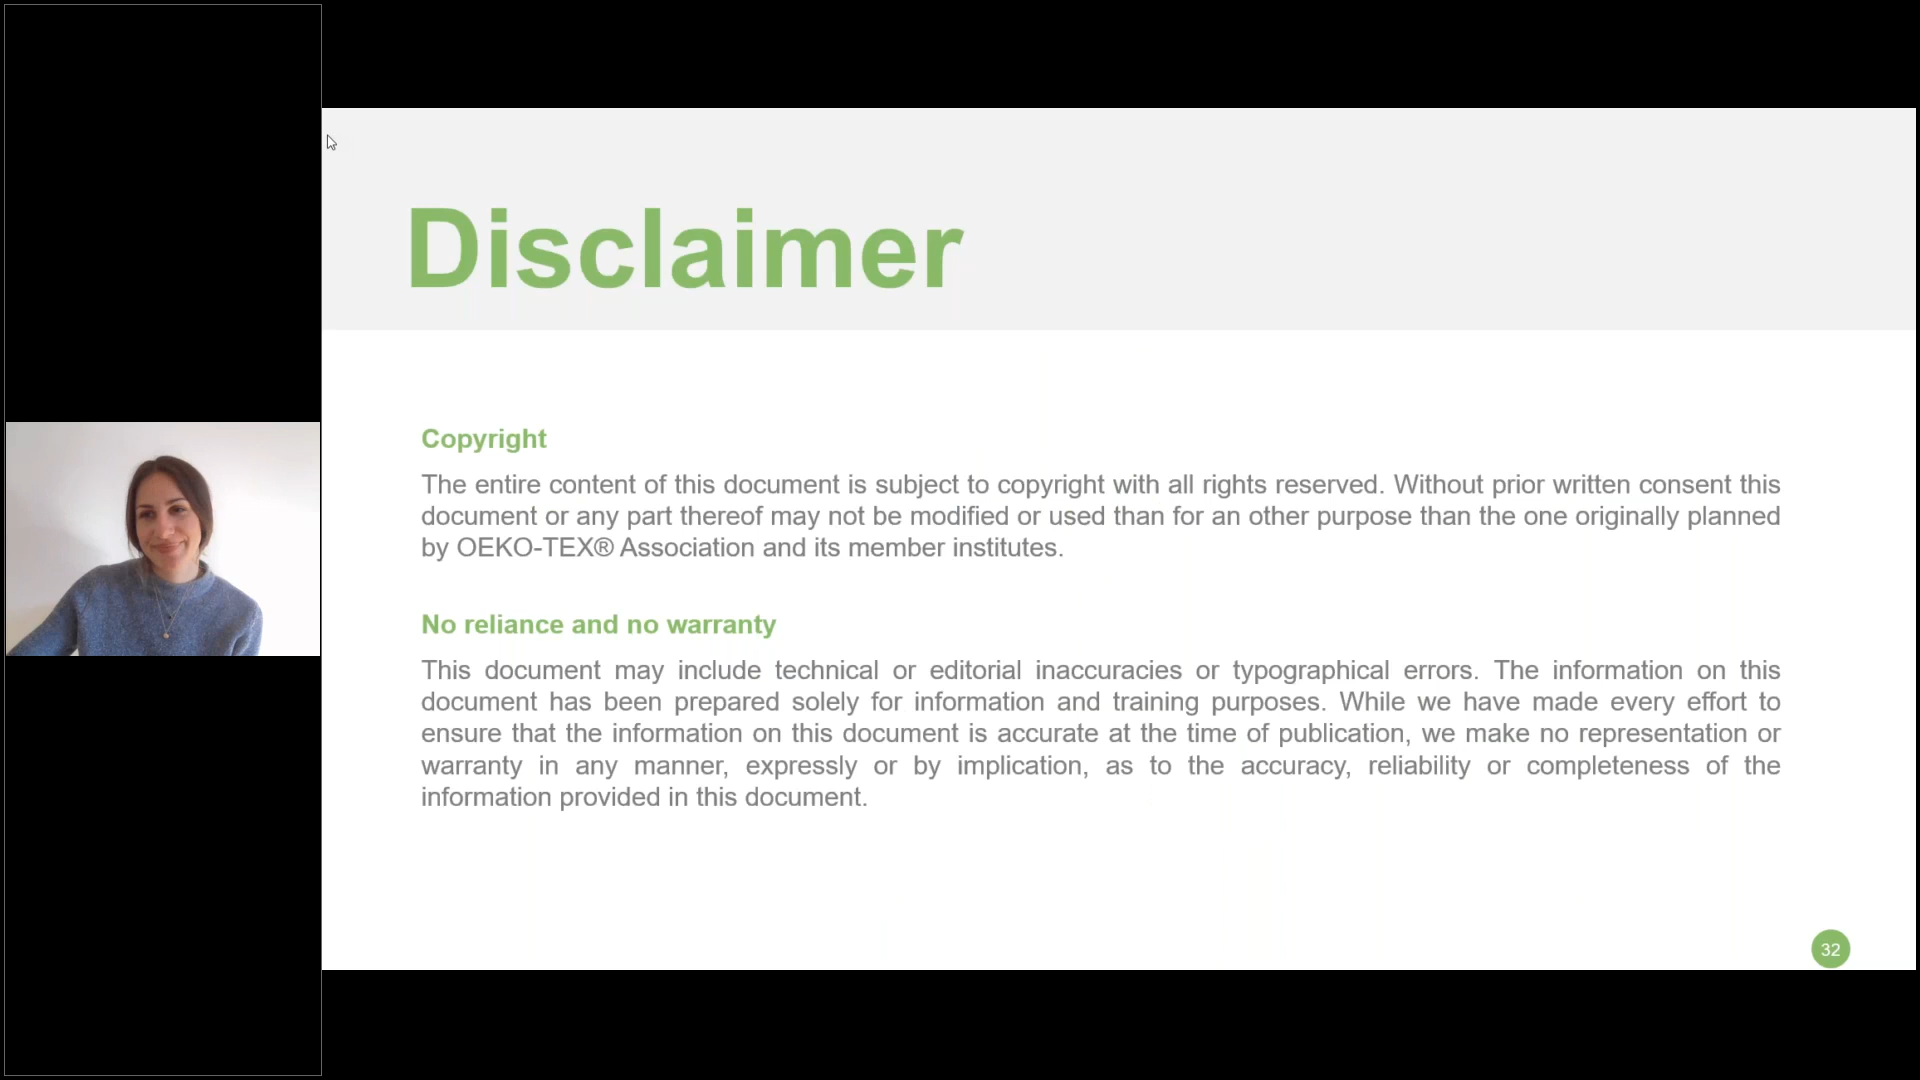 Disclaimer
Copyright
The entire content of this document is subject to copyright with all rights reserved. Without prior written consent this
document or any part thereof may not be modified or used than for an other purpose than the one originally planned
by OEKO-TEX® Association and its member institutes.
No reliance and no warranty
This document may include technical or editorial inaccuracies or typographical errors. The information on this
document has been prepared solely for information and training purposes. While we have made every effort to
ensure that the information on this document is accurate at the time of publication, we make no representation or
warranty in any manner, expressly or by implication, as to the accuracy, reliability or completeness of the
information provided in this document.
32